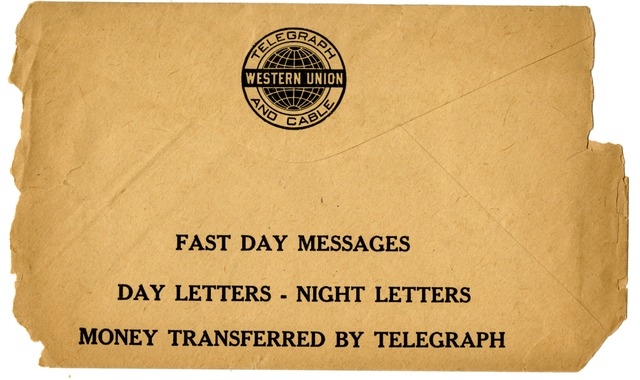 TELEGRAPH
WESTERN UNION
AND CABLE
FAST DAY MESSAGES
DAY LETTERS - NIGHT LETTERS
MONEY TRANSFERRED BY TELEGRAPH